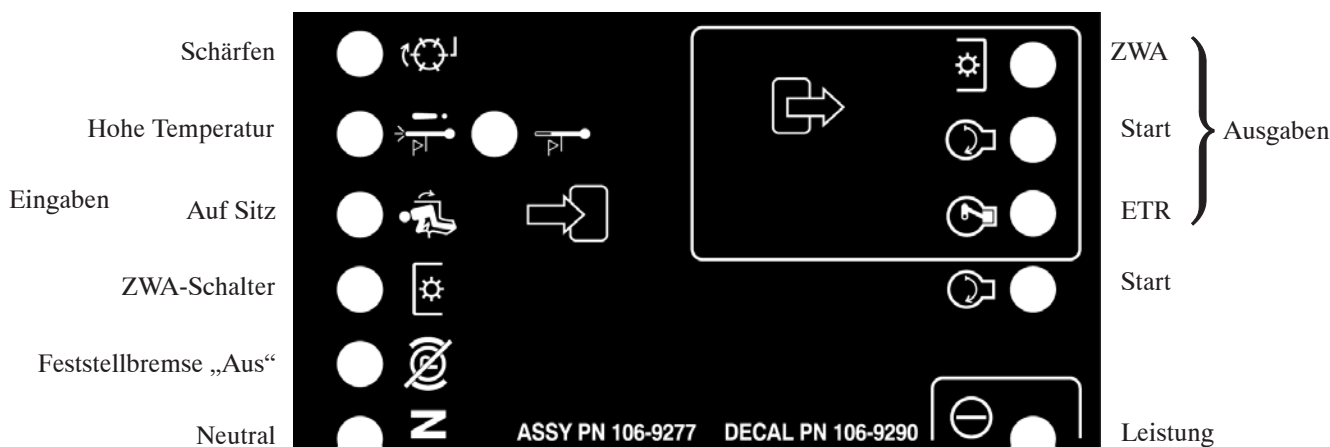 Schärfen
Hohe Temperatur
Eingaben
Auf Sitz
ZWA-Schalter
Feststellbremse „Aus“
Neutral
N
ASSY PN 106-9277 DECAL PN 106-9290
ZWA
Start
ETR
Ausgaben
Start
Leistung